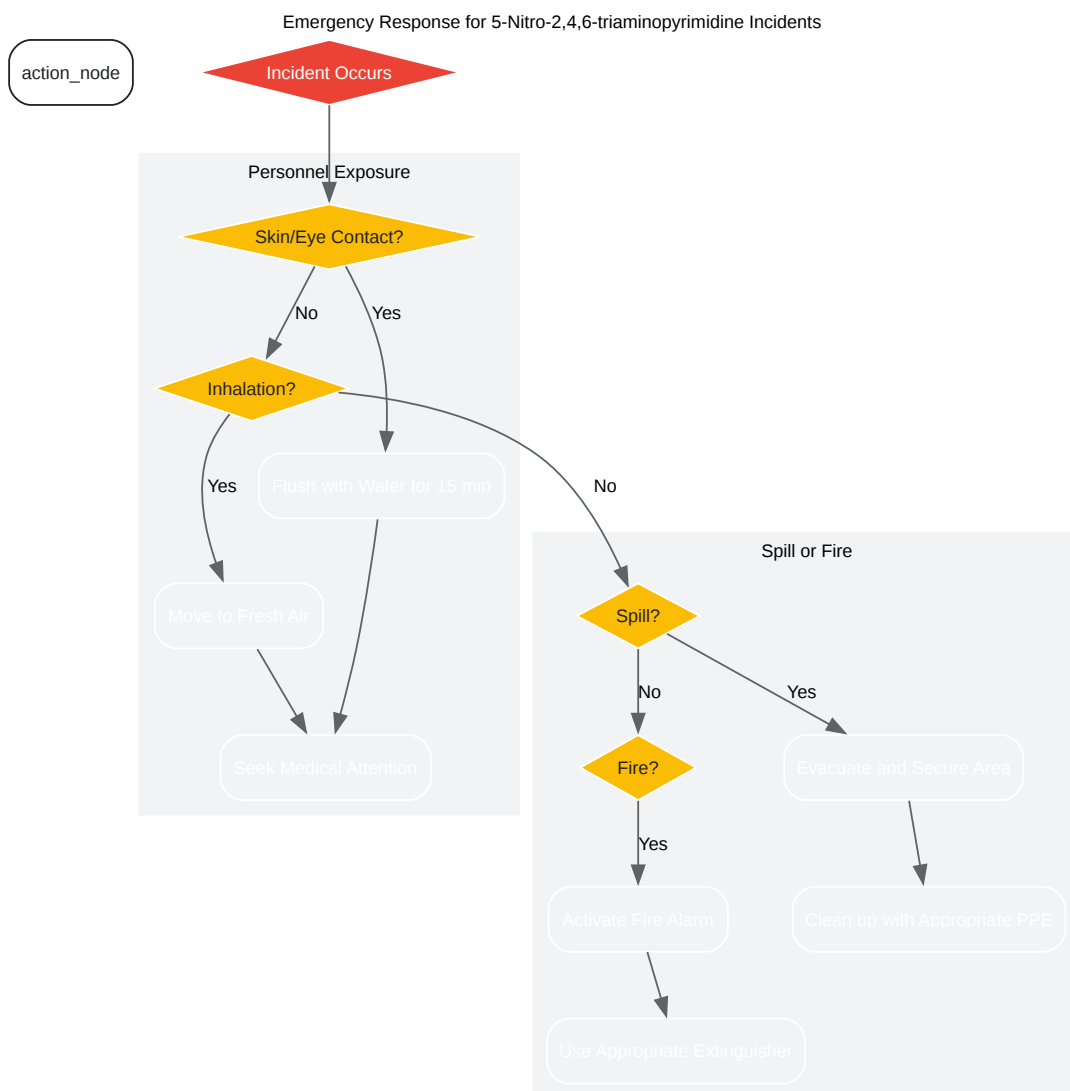 Emergency Response for 5-Nitro-2,4,6-triaminopyrimidine Incidents
action_node
Incident Occurs
Personnel Exposure
Skin/Eye Contact?
No
Yes
Inhalation?
Yes
Flush with Water for 15 min
No
Move to Fresh Air
Seek Medical Attention
Spill or Fire
Spill?
No
Yes
Fire?
Evacuate and Secure Area
Yes
Activate Fire Alarm
Clean up with Appropriate PPE
Use Appropriate Extinguisher